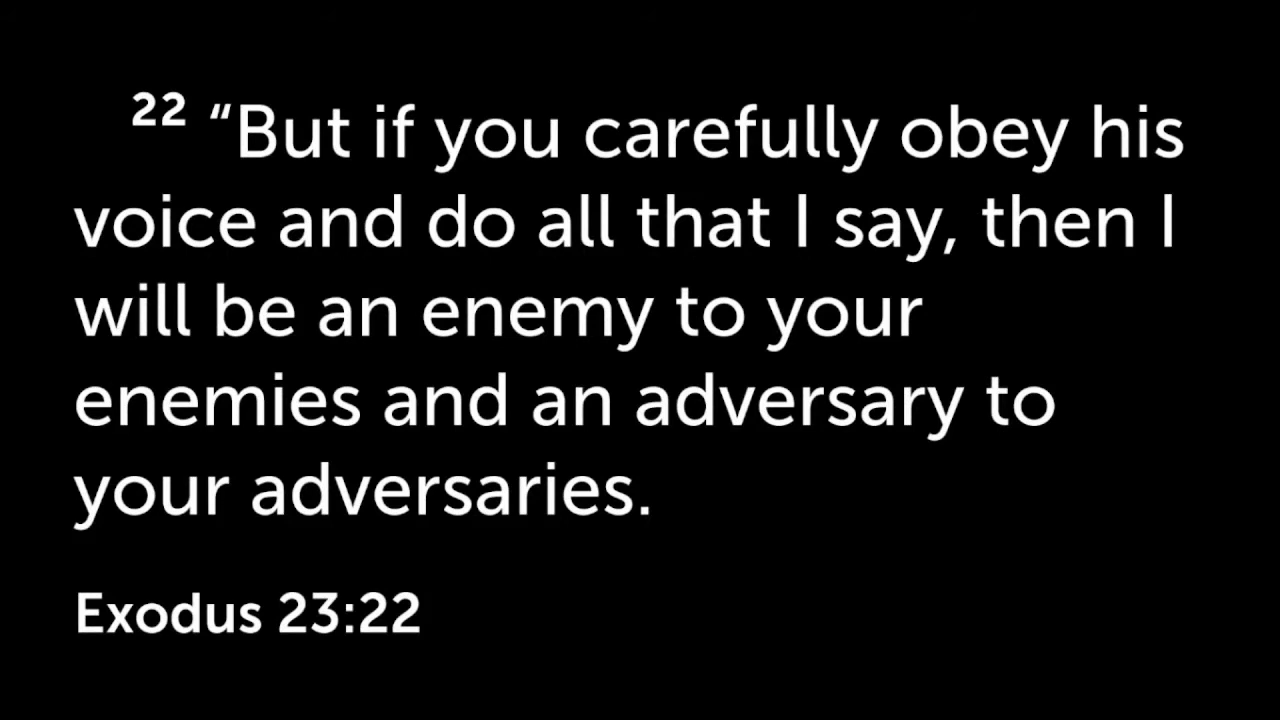 22 “But if you carefully obey his
voice and do all that I say, then I
will be an enemy to your
enemies and an adversary to
your adversaries.
Exodus 23:22